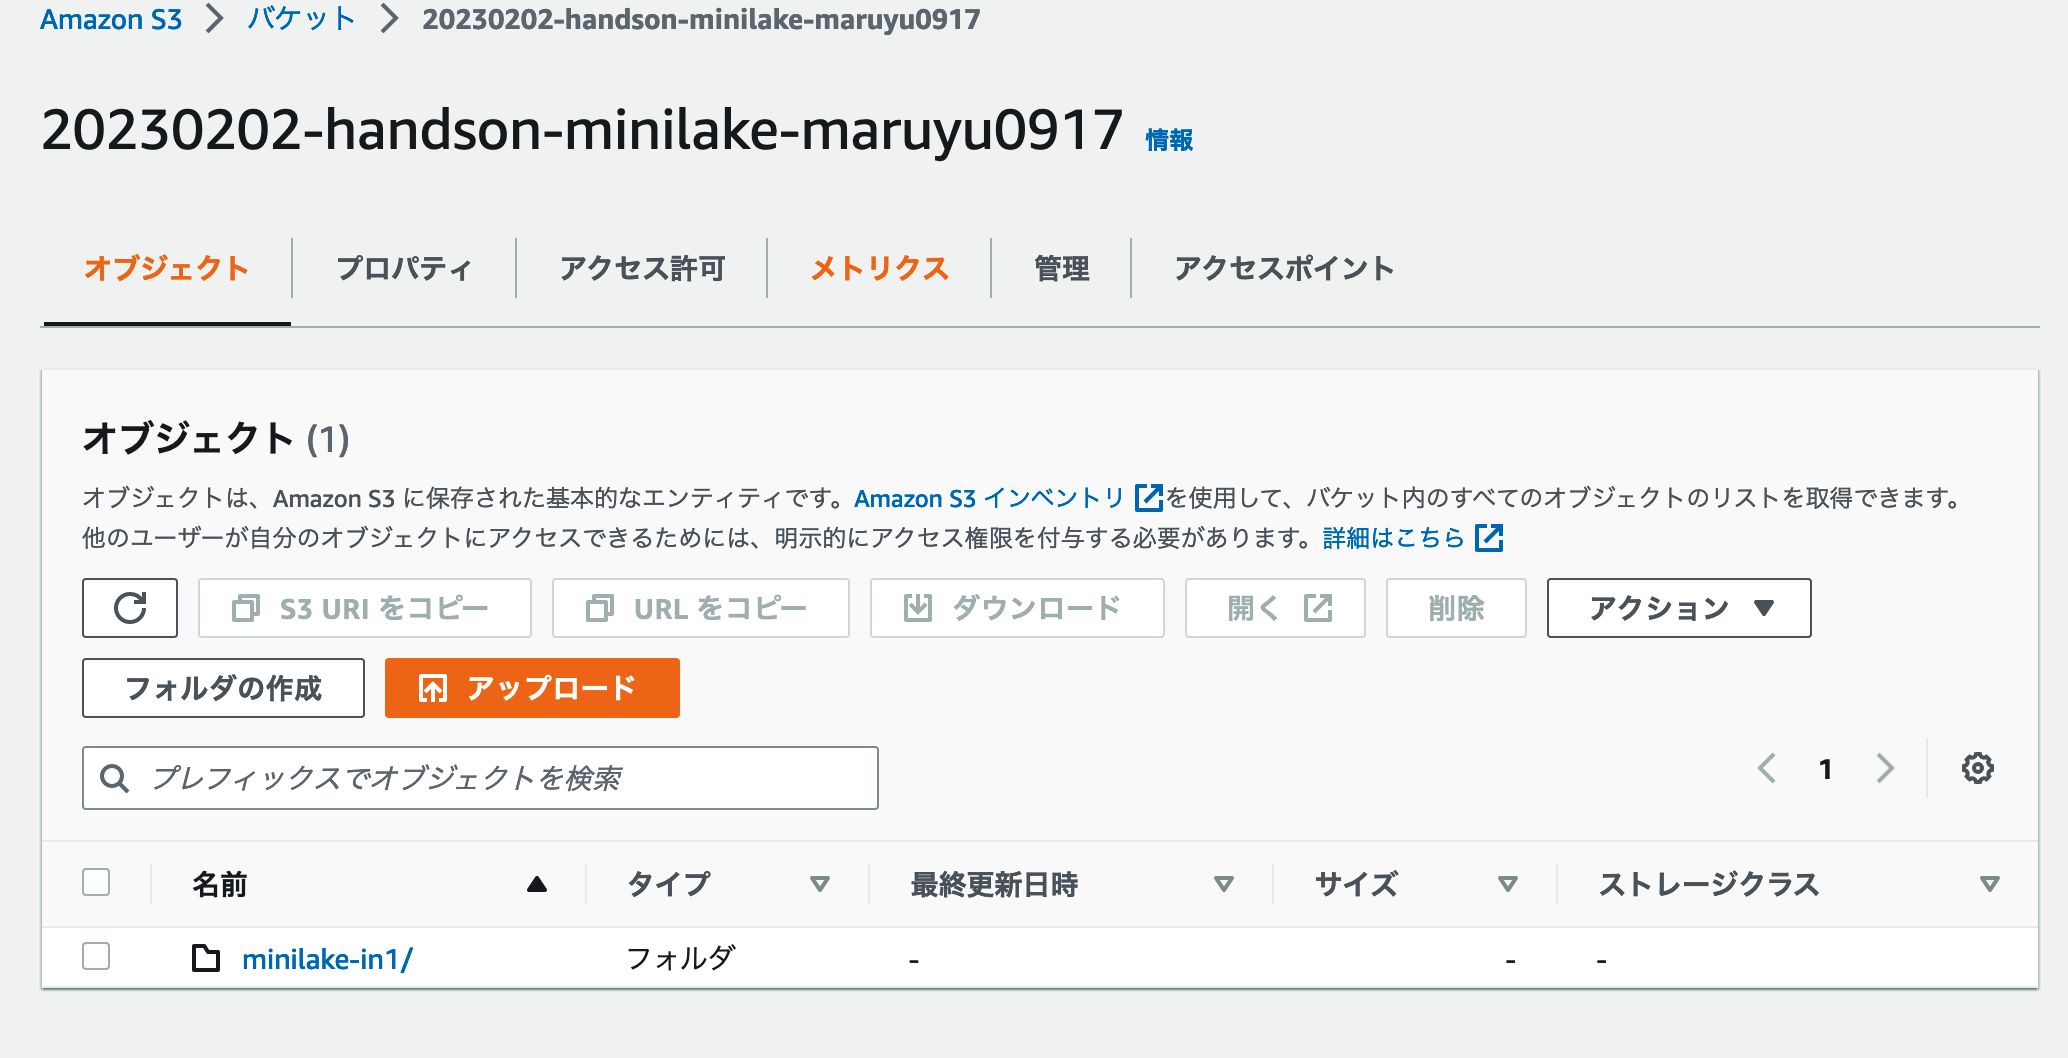 Amazon S3 > バケット > 20230202-handson-minilake-maruyu0917
20230202-handson-minilake-maruyu0917 情報
オブジェクト プロパティ アクセス許可 メトリクス 管理 アクセスポイント
オブジェクト (1)
オブジェクトは、Amazon S3 に保存された基本的なエンティティです。Amazon S3 インベントリ を使用して、バケット内のすべてのオブジェクトのリストを取得できます。
他のユーザーが自分のオブジェクトにアクセスできるためには、明示的にアクセス権限を付与する必要があります。詳細はこちら
S3 URI をコピー URL をコピー ダウンロード 開く 削除 アクション
フォルダの作成 アップロード
プレフィックスでオブジェクトを検索 1
名前 タイプ 最終更新日時 サイズ ストレージクラス
minilake-in1/ フォルダ - - -